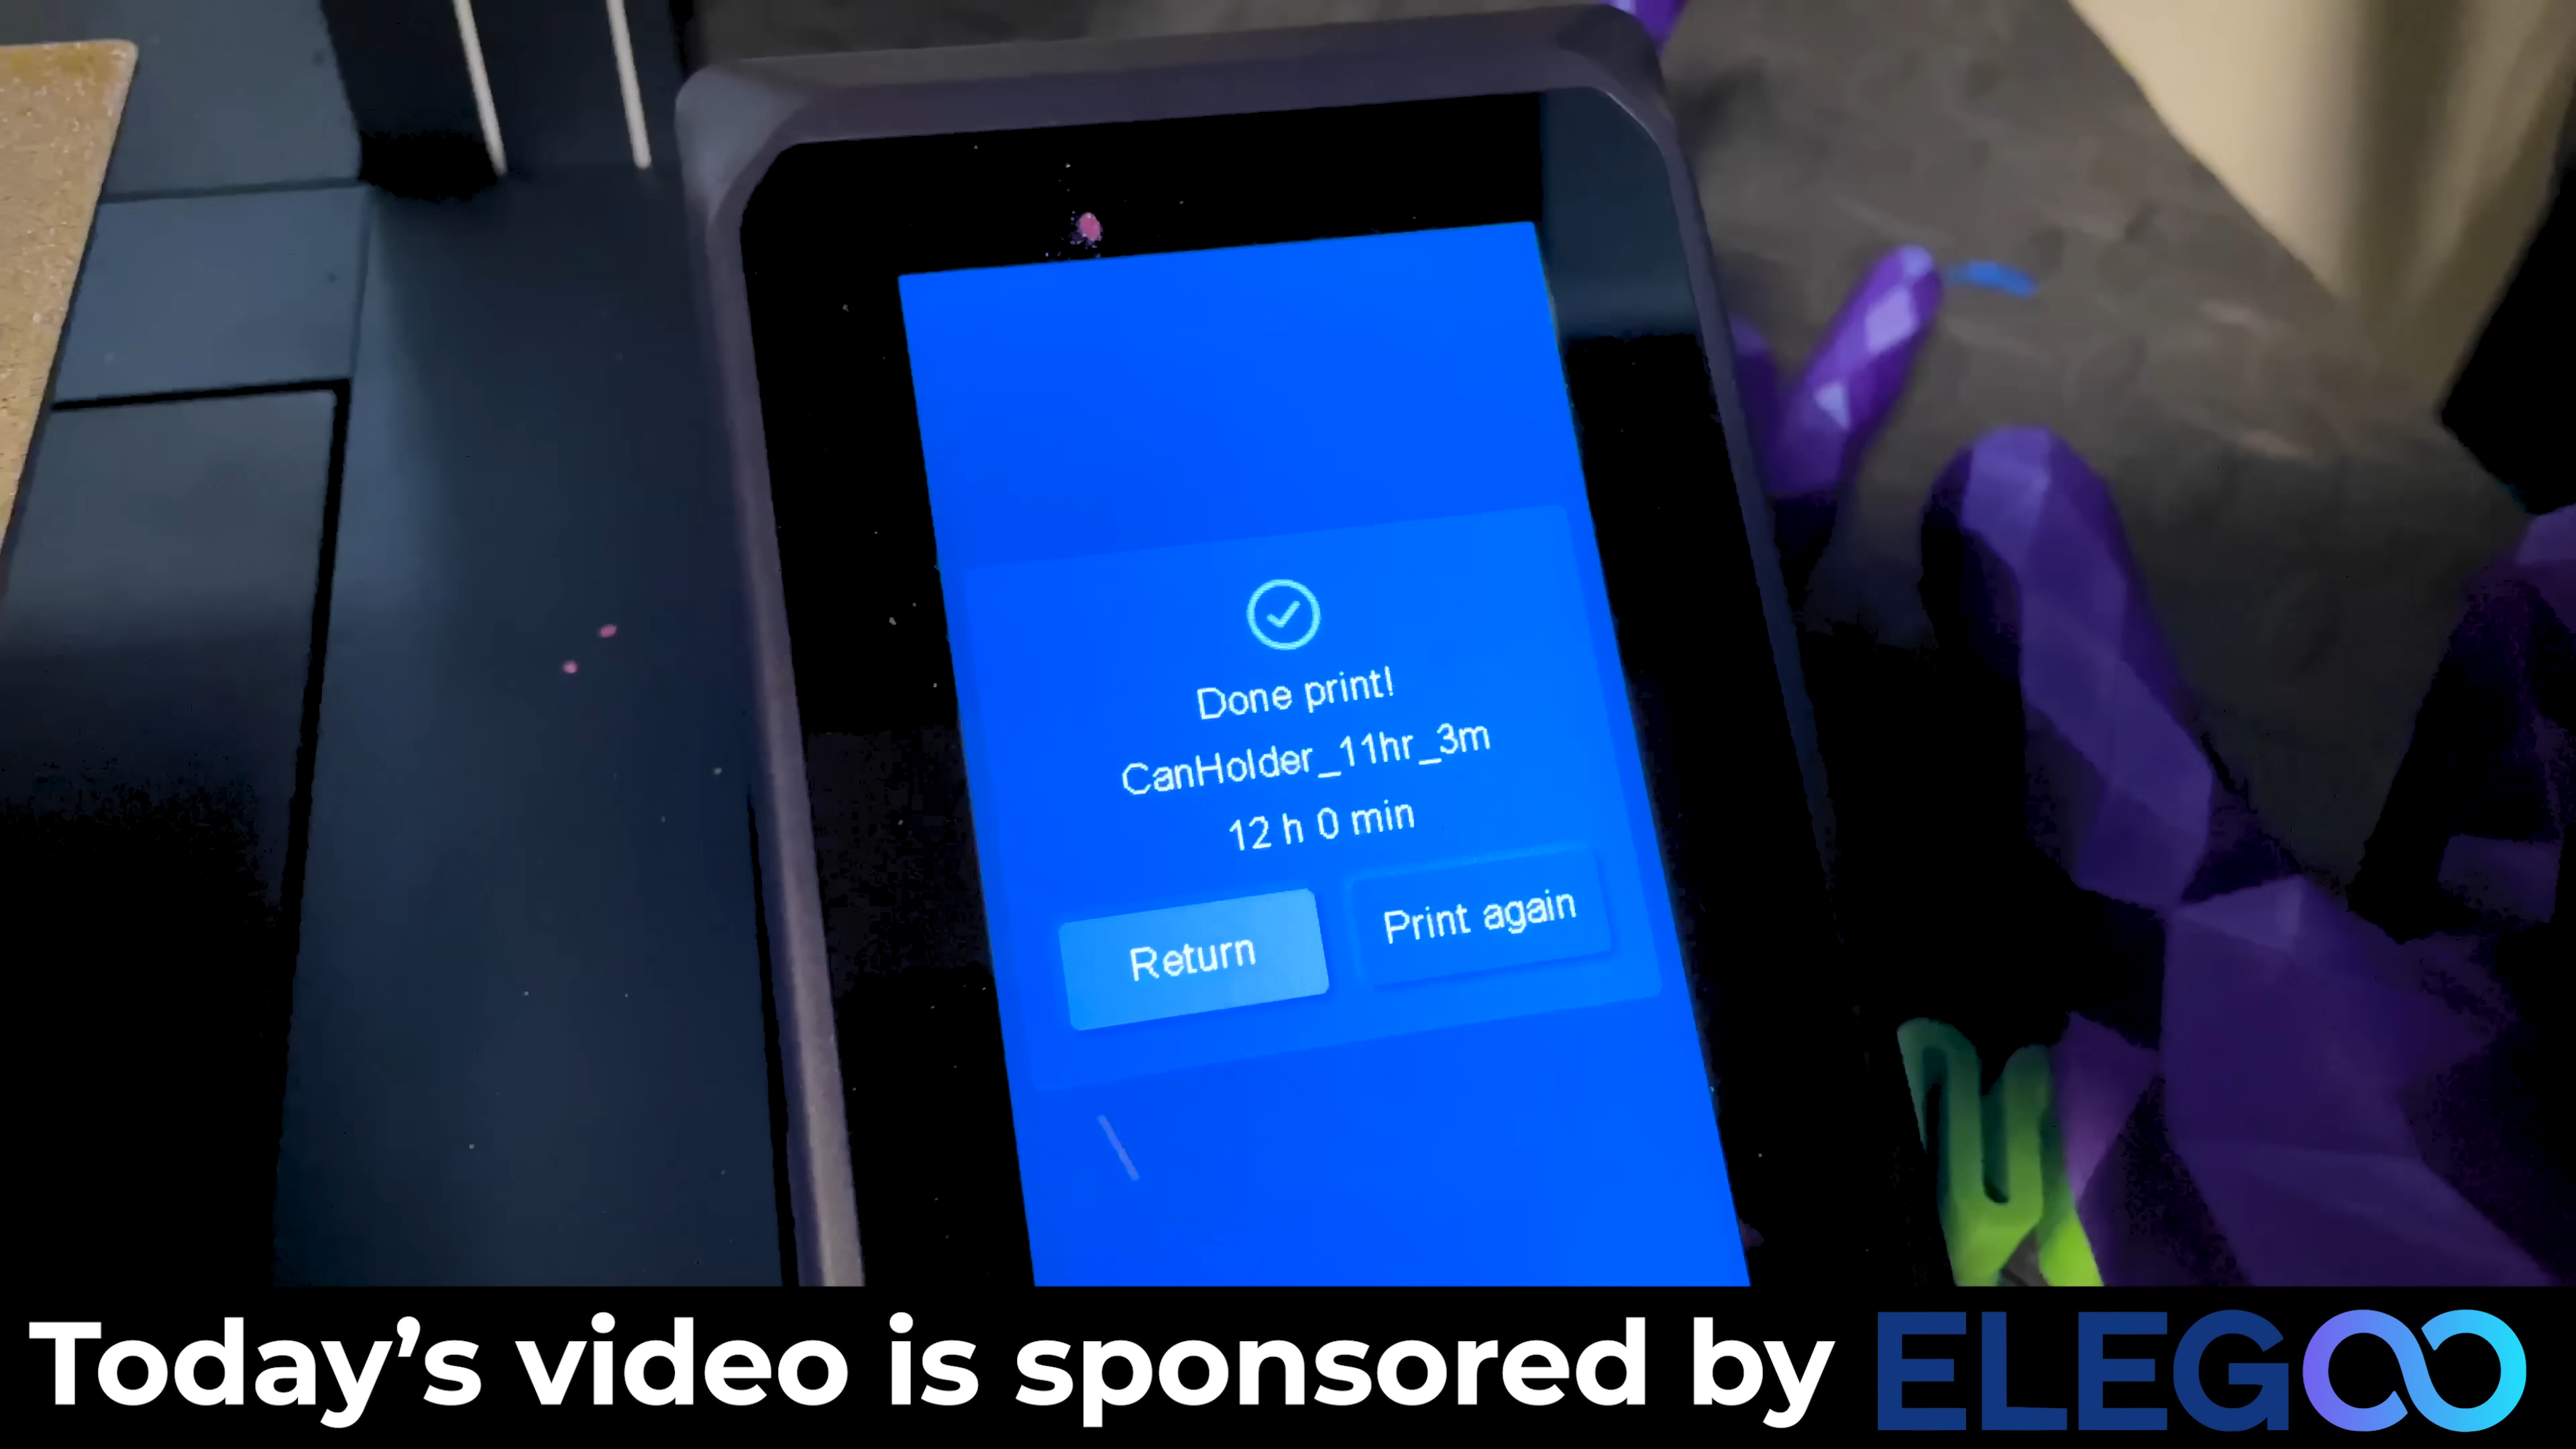 Done print!
CanHolder_11hr_3m
12 h 0 min
Return
Print again
Today’s video is sponsored by ELEGOO